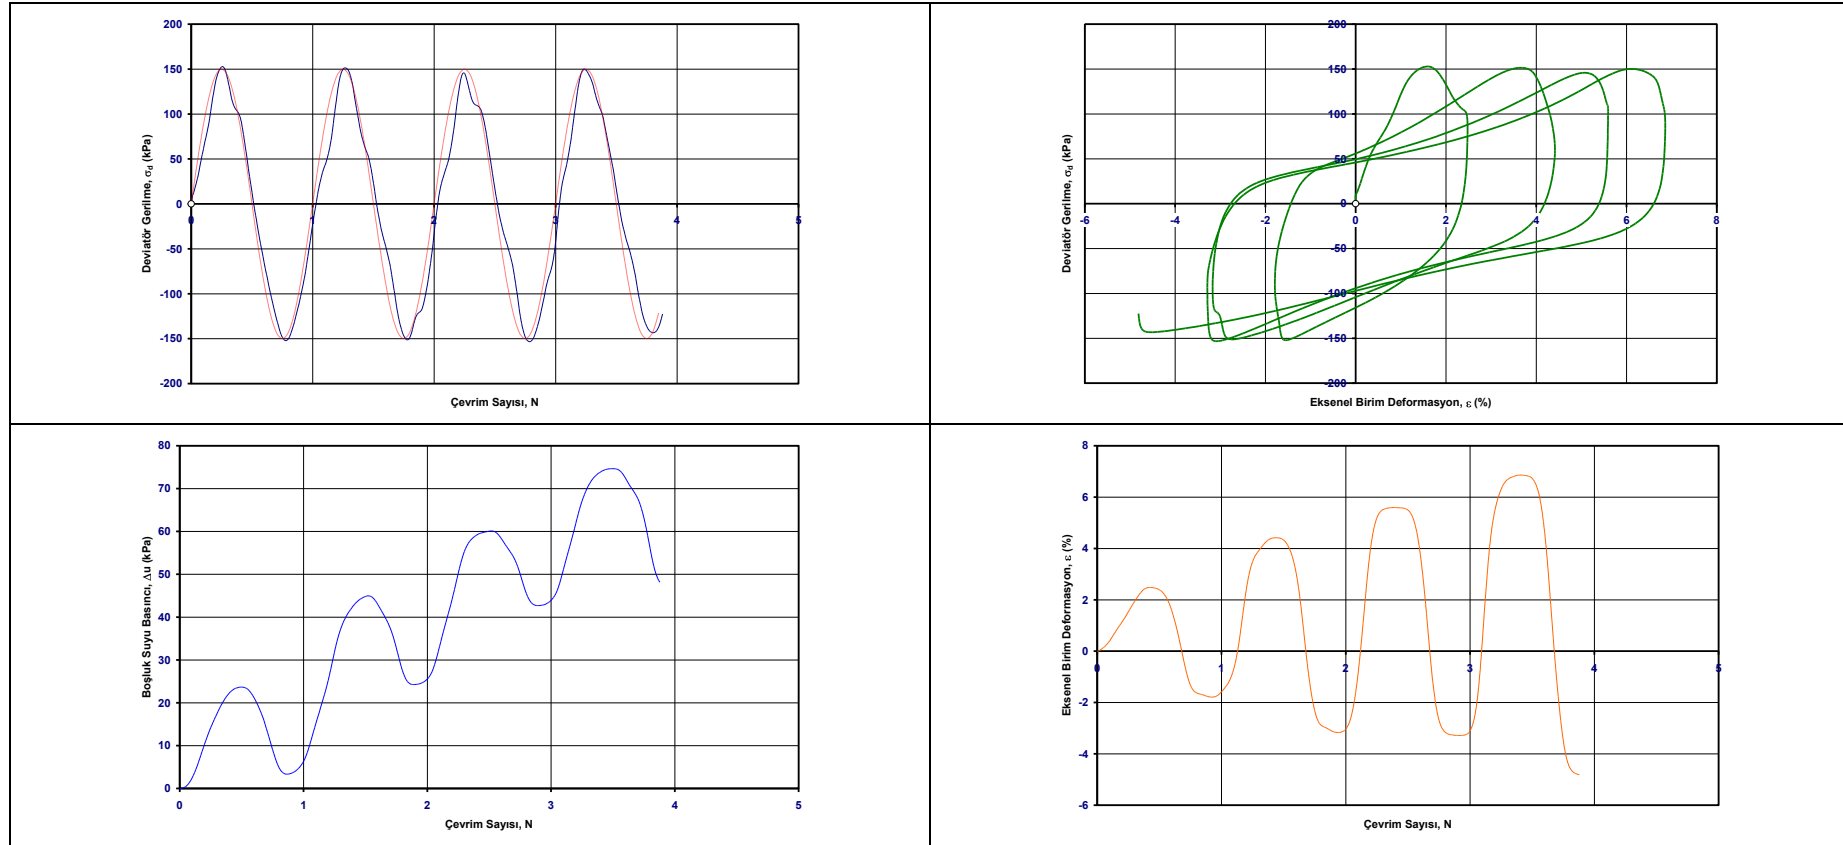 200
150
100
50
0
-50
-100
-150
-200
0 1 2 3 4 5
Deviatör Gerilme, σd (kPa)
Çevrim Sayısı, N
200
150
100
50
0
-50
-100
-150
-200
-6 -4 -2 0 2 4 6 8
Deviatör Gerilme, σd (kPa)
Eksenel Birim Deformasyon, ε (%)
80
70
60
50
40
30
20
10
0
0 1 2 3 4 5
Boşluk Suyu Basıncı, Δu (kPa)
Çevrim Sayısı, N
8
6
4
2
0
-2
-4
-6
0 1 2 3 4 5
Eksenel Birim Deformasyon, ε (%)
Çevrim Sayısı, N